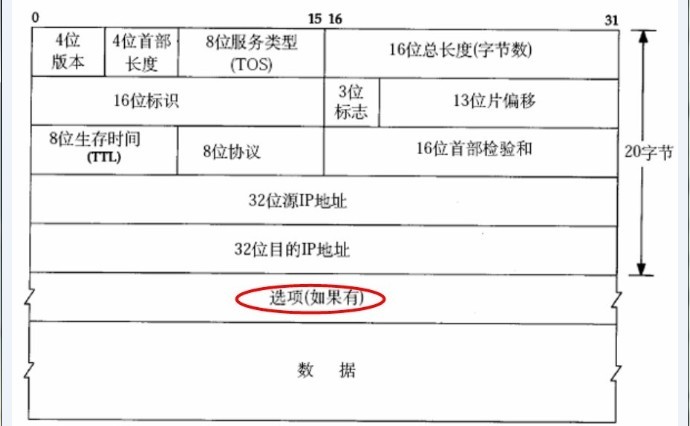 0 15 16 31
4位版本 4位首部长度 8位服务类型(TOS) 16位总长度(字节数)
16位标识 3位标志 13位片偏移
8位生存时间(TTL) 8位协议 16位首部检验和
20字节
32位源IP地址
32位目的IP地址
选项(如果有)
数 据